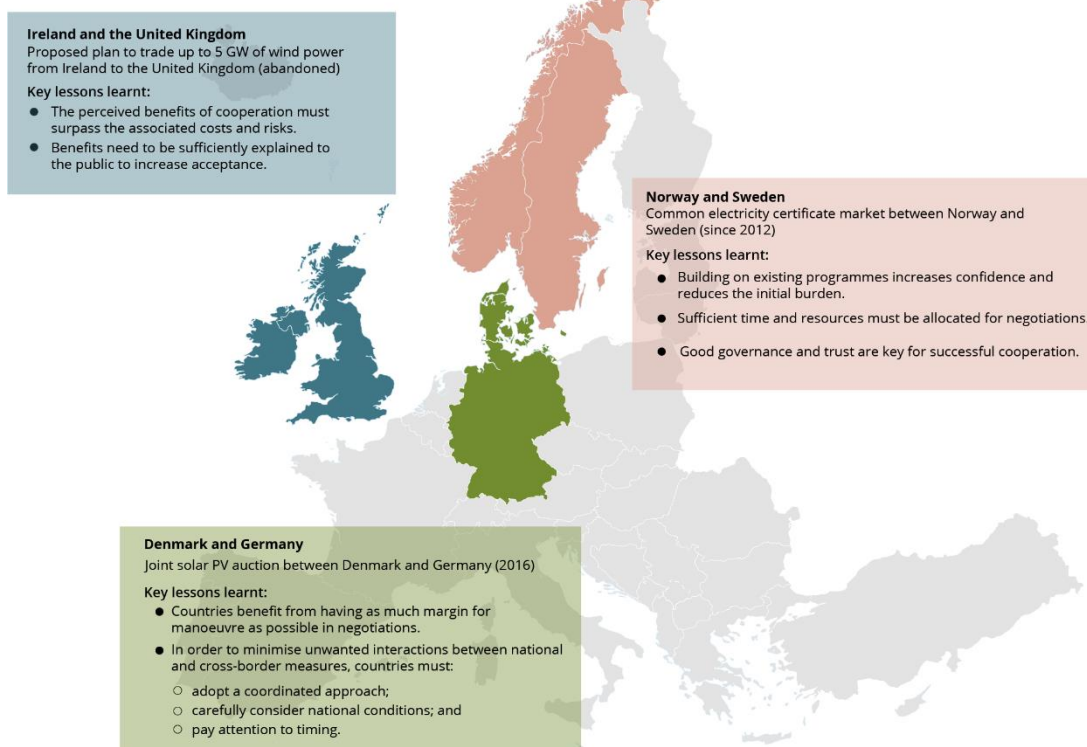 Ireland and the United Kingdom
Proposed plan to trade up to 5 GW of wind power
from Ireland to the United Kingdom (abandoned)
Key lessons learnt:
● The perceived benefits of cooperation must
surpass the associated costs and risks.
● Benefits need to be sufficiently explained to
the public to increase acceptance.
Norway and Sweden
Common electricity certificate market between Norway and
Sweden (since 2012)
Key lessons learnt:
● Building on existing programmes increases confidence and
reduces the initial burden.
● Sufficient time and resources must be allocated for negotiations
● Good governance and trust are key for successful cooperation.
Denmark and Germany
Joint solar PV auction between Denmark and Germany (2016)
Key lessons learnt:
● Countries benefit from having as much margin for
manoeuvre as possible in negotiations.
● In order to minimise unwanted interactions between national
and cross-border measures, countries must:
○ adopt a coordinated approach;
○ carefully consider national conditions; and
○ pay attention to timing.